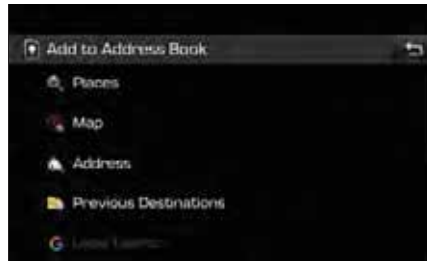 Add to Address Book
Places
Map
Address
Previous Destinations